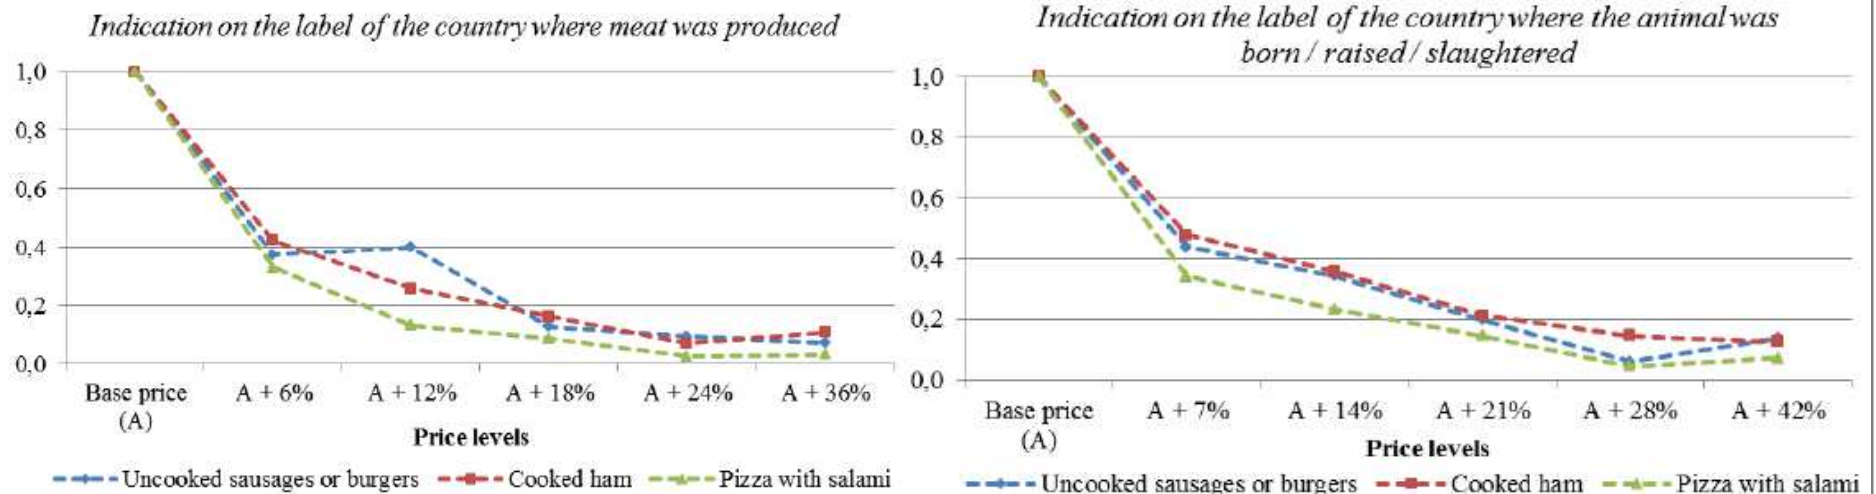 Indication on the label of the country where meat was produced
1,0
0,8
0,6
0,4
0,2
0,0
Base price
(A)
A + 6%
A + 12%
A + 18%
A + 24%
A + 36%
Price levels
Uncooked sausages or burgers
Cooked ham
Pizza with salami
Indication on the label of the country where the animal was
born / raised / slaughtered
1,0
0,8
0,6
0,4
0,2
0,0
Base price
(A)
A + 7%
A + 14%
A + 21%
A + 28%
A + 42%
Price levels
Uncooked sausages or burgers
Cooked ham
Pizza with salami